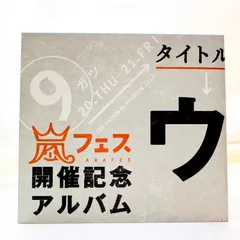 9
ガツ
20-THU 21-FRI
タイトル
ウ
嵐フェス
ARAFES
開催記念
アルバム